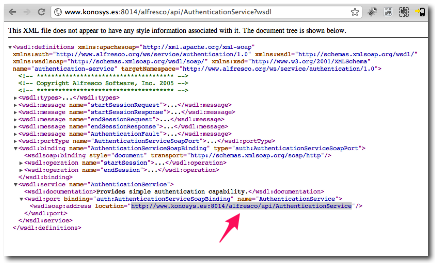 www.konosys.es:8014/alfresco/api/AuthenticationService?wsdl
This XML file does not appear to have any style information associated with it. The document tree is shown below.
▼<wsdl:definitions xmlns:apachesoap="http://xml.apache.org/xml-soap"
xmlns:auth="http://www.alfresco.org/ws/service/authentication/1.0" xmlns:wsdl="http://schemas.xmlsoap.org/wsdl/"
xmlns:wsdlsoap="http://schemas.xmlsoap.org/wsdl/soap/" xmlns:xsd="http://www.w3.org/2001/XMLSchema"
name="authentication-service" targetNamespace="http://www.alfresco.org/ws/service/authentication/1.0">
<!-- Copyright Alfresco Software, Inc. 2005 -->
▶<wsdl:types>...</wsdl:types>
▶<wsdl:message name="startSessionRequest">...</wsdl:message>
▶<wsdl:message name="startSessionResponse">...</wsdl:message>
▶<wsdl:message name="endSessionRequest">...</wsdl:message>
▶<wsdl:message name="endSessionResponse">...</wsdl:message>
▶<wsdl:message name="AuthenticationFault">...</wsdl:message>
▶<wsdl:portType name="AuthenticationServiceSoapPort">...</wsdl:portType>
▼<wsdl:binding name="AuthenticationServiceSoapBinding" type="auth:AuthenticationServiceSoapPort">
<wsdlsoap:binding style="document" transport="http://schemas.xmlsoap.org/soap/http"/>
▶<wsdl:operation name="startSession">...</wsdl:operation>
▶<wsdl:operation name="endSession">...</wsdl:operation>
</wsdl:binding>
▼<wsdl:service name="AuthenticationService">
<wsdl:documentation>Provides simple authentication capability.</wsdl:documentation>
▼<wsdl:port binding="auth:AuthenticationServiceSoapBinding" name="AuthenticationService">
<wsdlsoap:address location="http://www.konosys.es:8014/alfresco/api/AuthenticationService"/>
</wsdl:port>
</wsdl:service>
</wsdl:definitions>